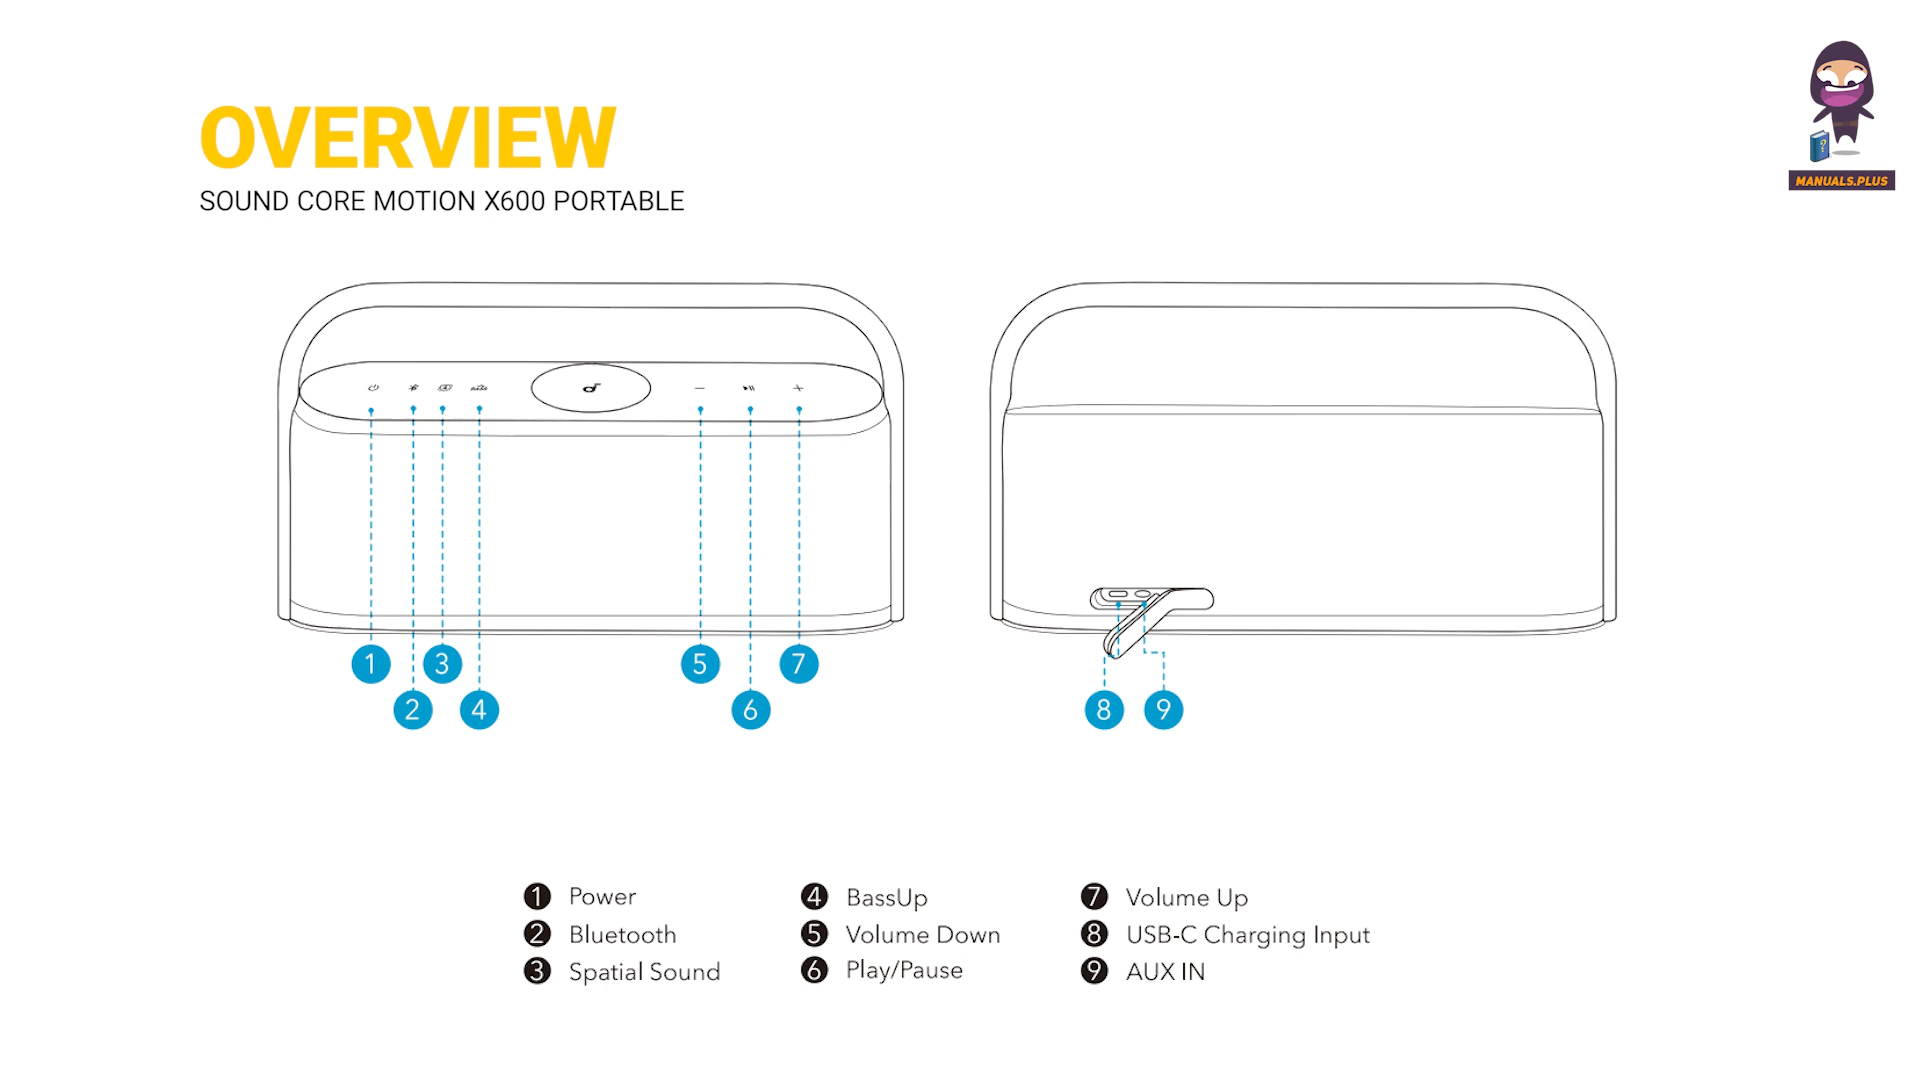 OVERVIEW
SOUND CORE MOTION X600 PORTABLE
MANUALS.PLUS
1
2
3
4
5
6
7
8
9
1 Power
2 Bluetooth
3 Spatial Sound
4 BassUp
5 Volume Down
6 Play/Pause
7 Volume Up
8 USB-C Charging Input
9 AUX IN